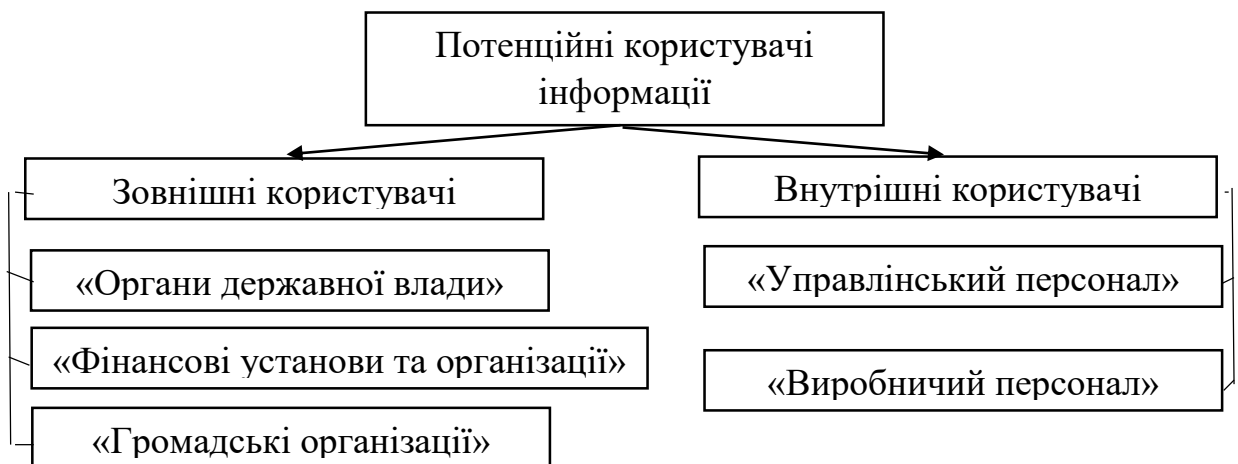 Потенційні користувачі
інформації
Зовнішні користувачі
«Органи державної влади»
«Фінансові установи та організації»
«Громадські організації»
Внутрішні користувачі
«Управлінський персонал»
«Виробничий персонал»